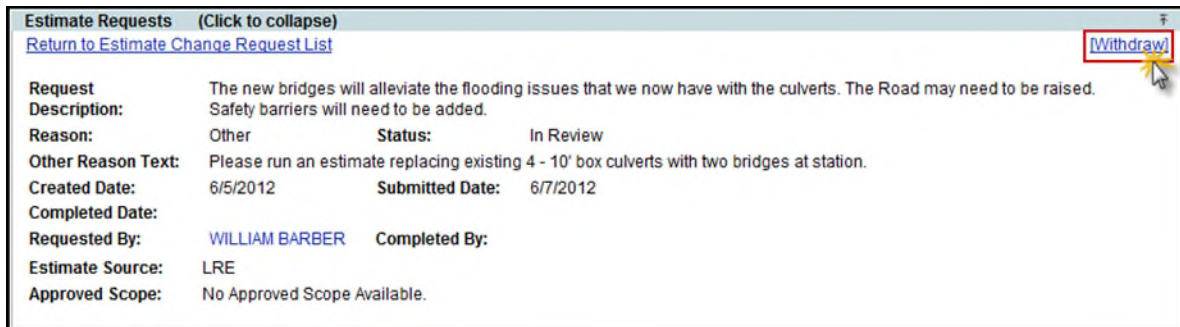 Estimate Requests (Click to collapse)
Return to Estimate Change Request List [Withdraw]
Request Description: The new bridges will alleviate the flooding issues that we now have with the culverts. The Road may need to be raised.
Safety barriers will need to be added.
Reason: Other Status: In Review
Other Reason Text: Please run an estimate replacing existing 4 - 10' box culverts with two bridges at station.
Created Date: 6/5/2012 Submitted Date: 6/7/2012
Completed Date:
Requested By: WILLIAM BARBER Completed By:
Estimate Source: LRE
Approved Scope: No Approved Scope Available.